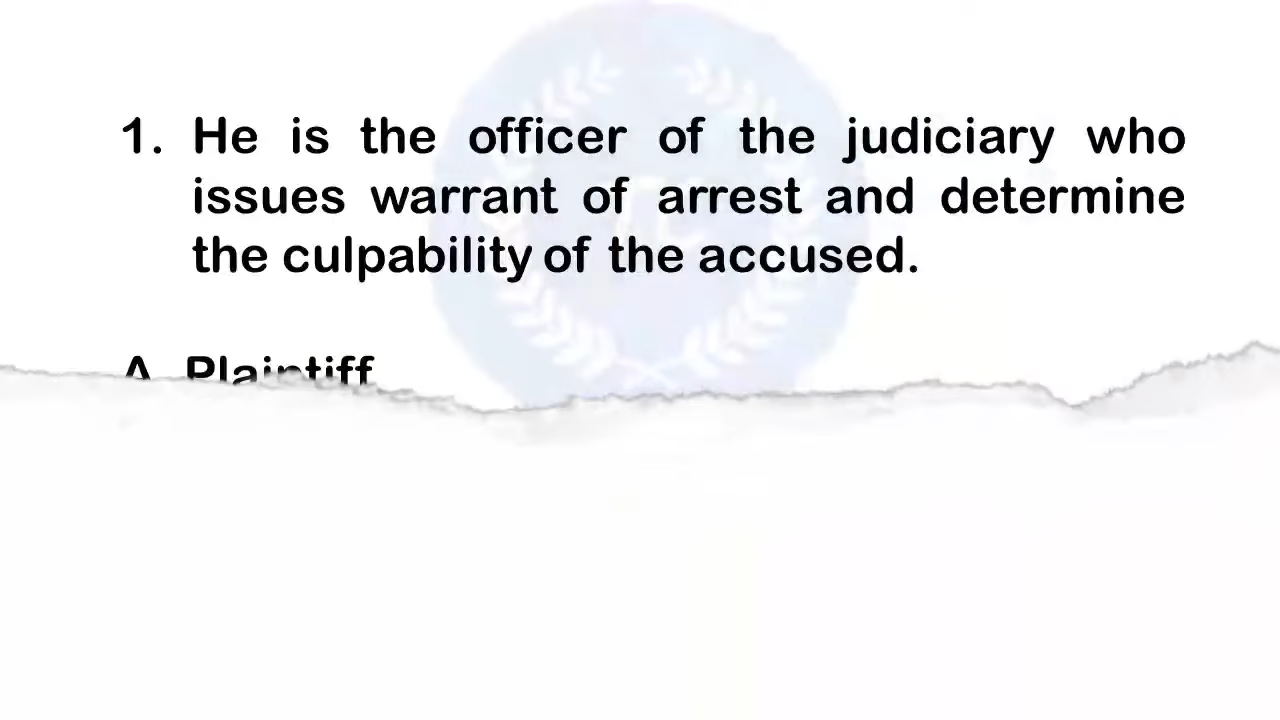 1. He is the officer of the judiciary who
issues warrant of arrest and determine
the culpability of the accused.
A. Plaintiff